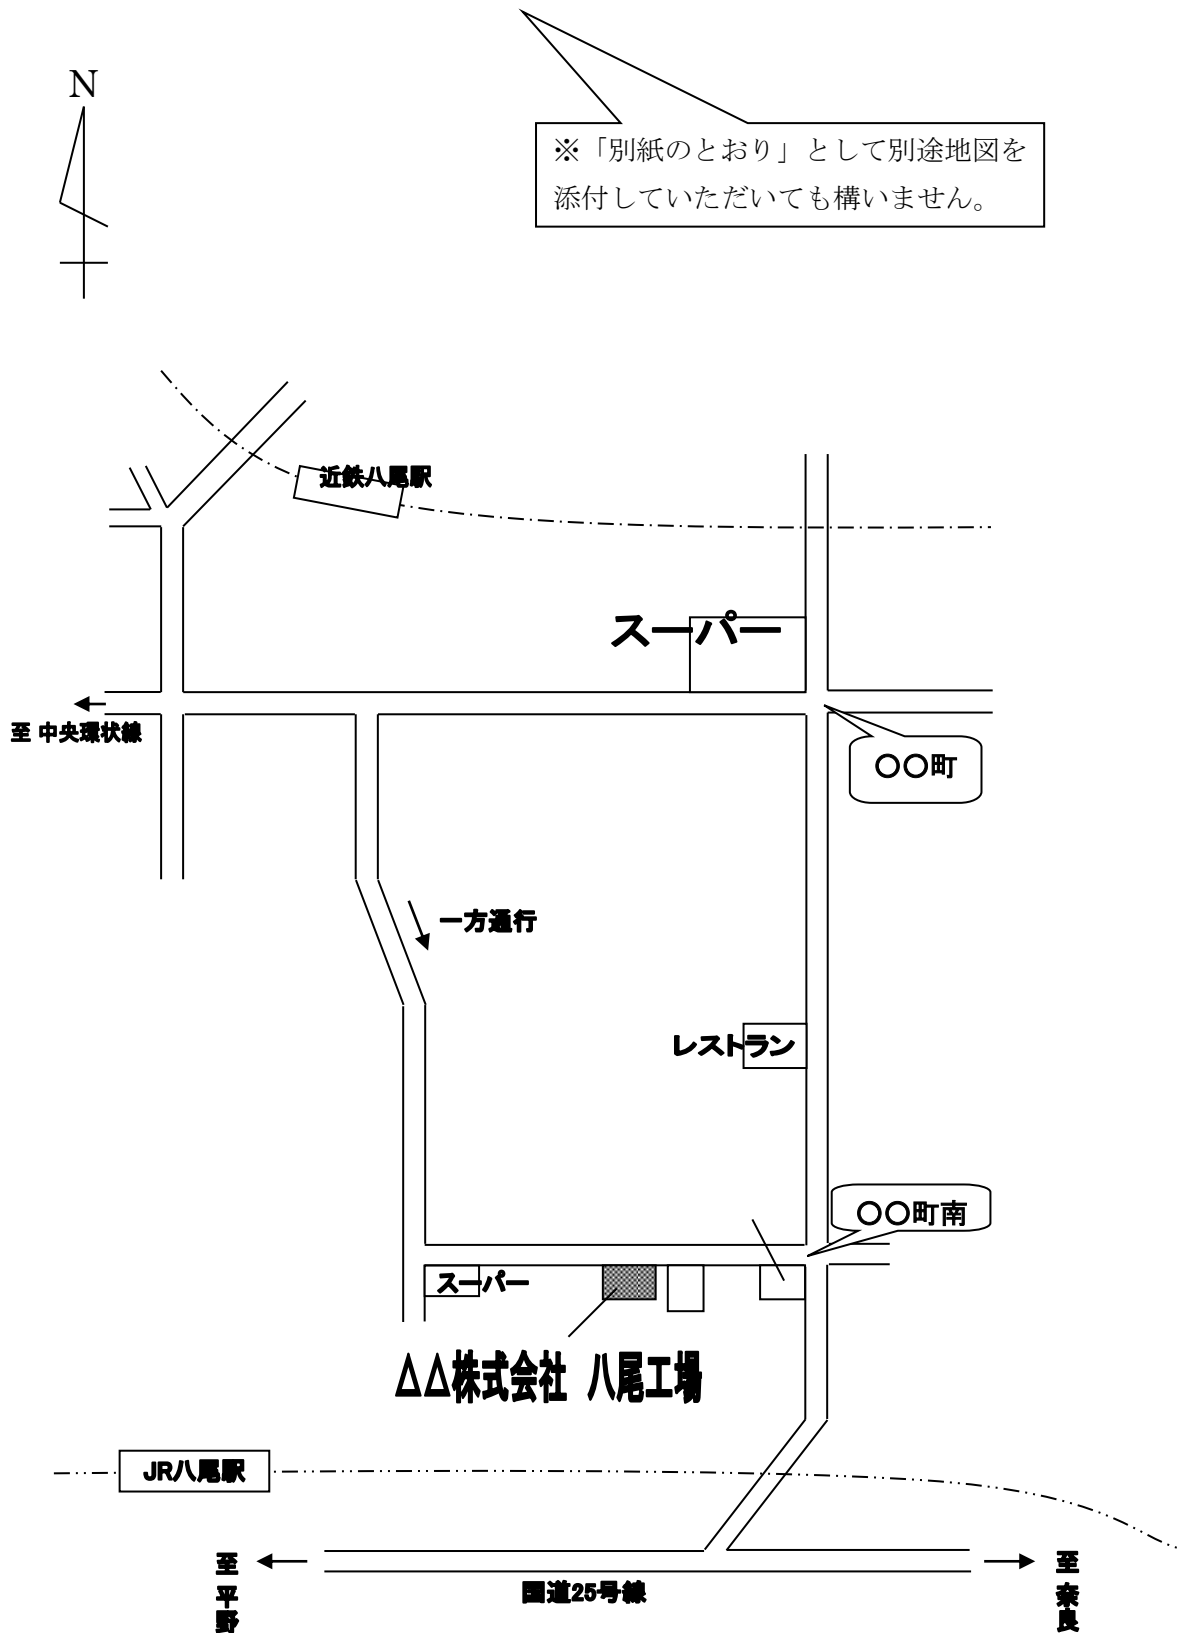 N
※「別紙のとおり」として別途地図を
添付していただいても構いません。
近鉄八尾駅
スーパー
至 中央環状線
〇〇町
一方通行
レストラン
〇〇町南
スーパー
△△株式会社 八尾工場
JR八尾駅
至平野
国道25号線
至奈良